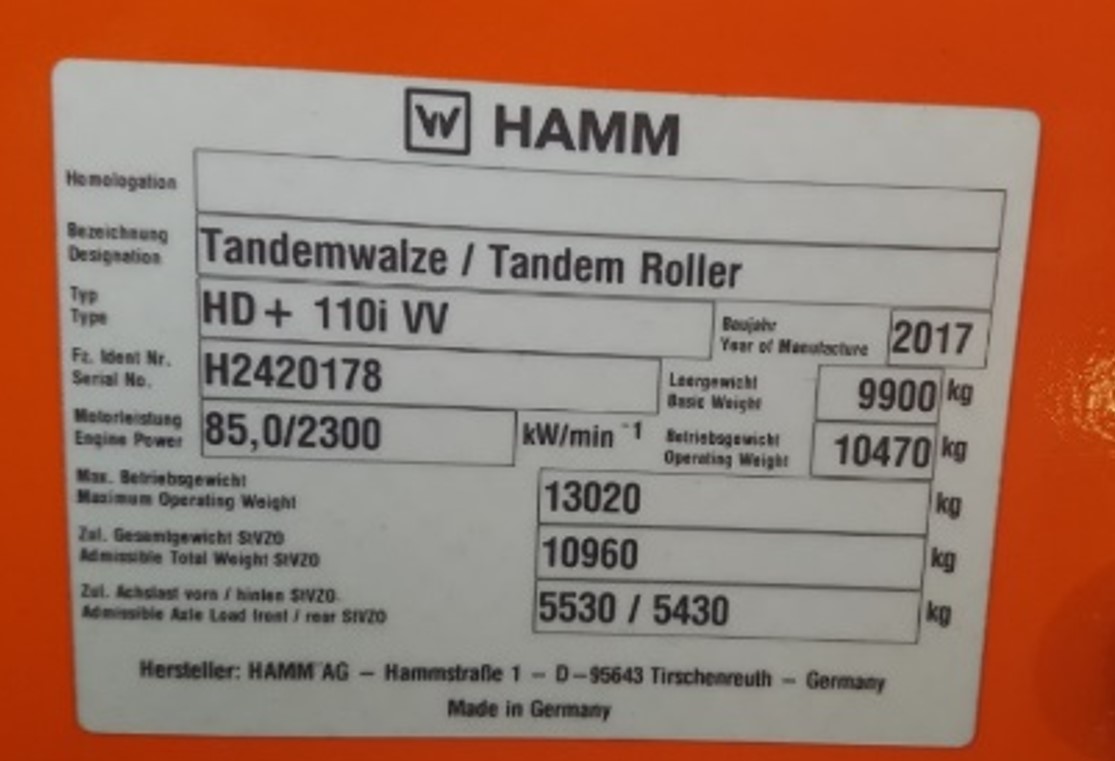 W HAMM
Homologation
Bezeichnung
Designation
Tandemwalze / Tandem Roller
Typ
Type
HD+ 110i VV
Baujahr
Year of Manufacture
2017
Fz. Ident Nr.
Serial No.
H2420178
Leergewicht
Basic Weight
9900 kg
Motorleistung
Engine Power
85,0/2300 kW/min -1
Betriebsgewicht
Operating Weight
10470 kg
Max. Betriebsgewicht
Maximum Operating Weight
13020 kg
Zul. Gesamtgewicht StVZO
Admissible Total Weight StVZO
10960 kg
Zul. Achslast vorn / hinten StVZO
Admissible Axle Load front / rear StVZO
5530 / 5430 kg
Hersteller: HAMM AG – Hammstraße 1 – D–95643 Tirschenreuth – Germany
Made in Germany